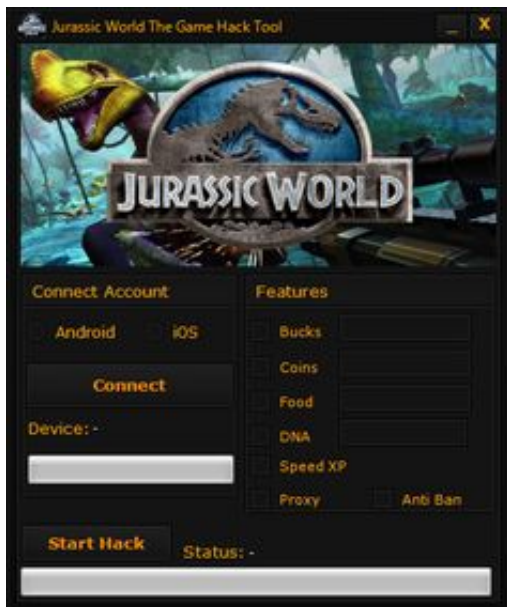 Jurassic World The Game Hack Tool
_ X
JURASSIC WORLD
Connect Account
Android iOS
Connect
Device: -
Features
Bucks
Coins
Food
DNA
Speed XP
Proxy Anti Ban
Start Hack
Status: -